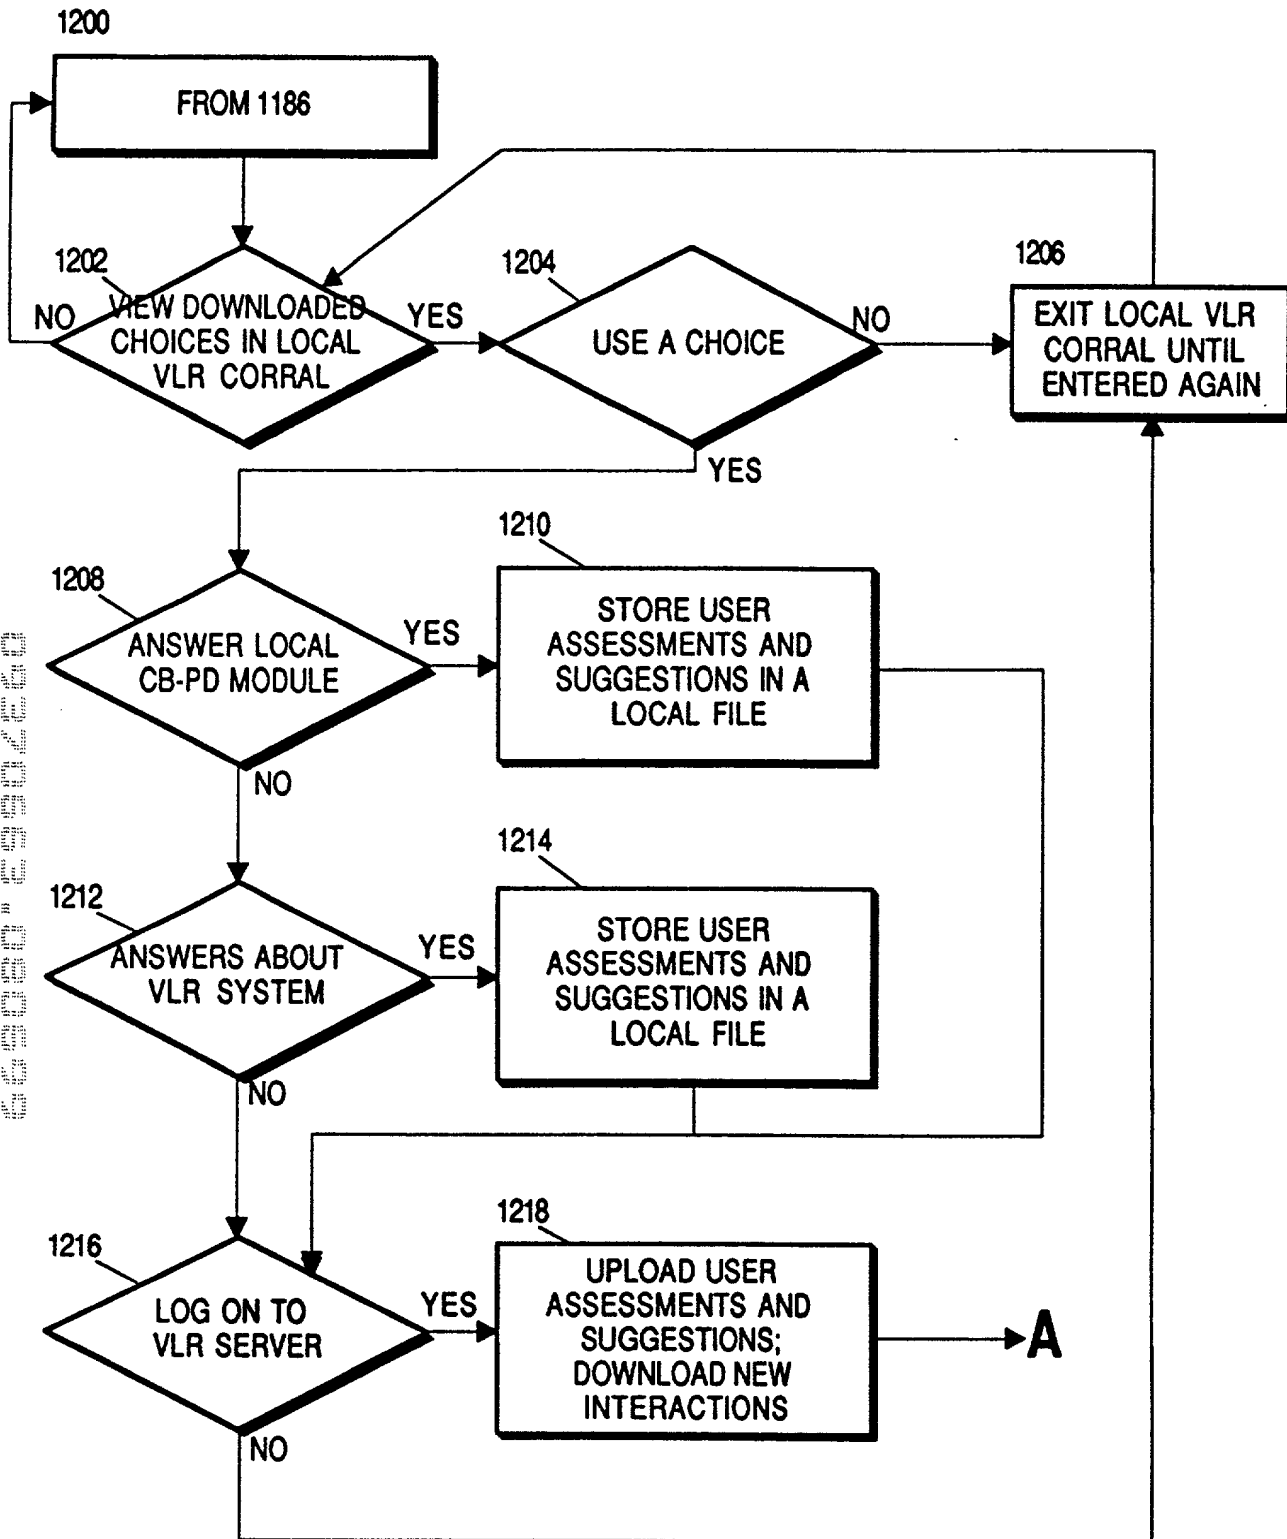 1200
FROM 1186
1202
VIEW DOWNLOADED
CHOICES IN LOCAL
VLR CORRAL
NO
YES
1204
USE A CHOICE
NO
YES
1206
EXIT LOCAL VLR
CORRAL UNTIL
ENTERED AGAIN
1208
ANSWER LOCAL
CB-PD MODULE
YES
NO
1210
STORE USER
ASSESSMENTS AND
SUGGESTIONS IN A
LOCAL FILE
1212
ANSWERS ABOUT
VLR SYSTEM
YES
NO
1214
STORE USER
ASSESSMENTS AND
SUGGESTIONS IN A
LOCAL FILE
1216
LOG ON TO
VLR SERVER
YES
NO
1218
UPLOAD USER
ASSESSMENTS AND
SUGGESTIONS;
DOWNLOAD NEW
INTERACTIONS
A